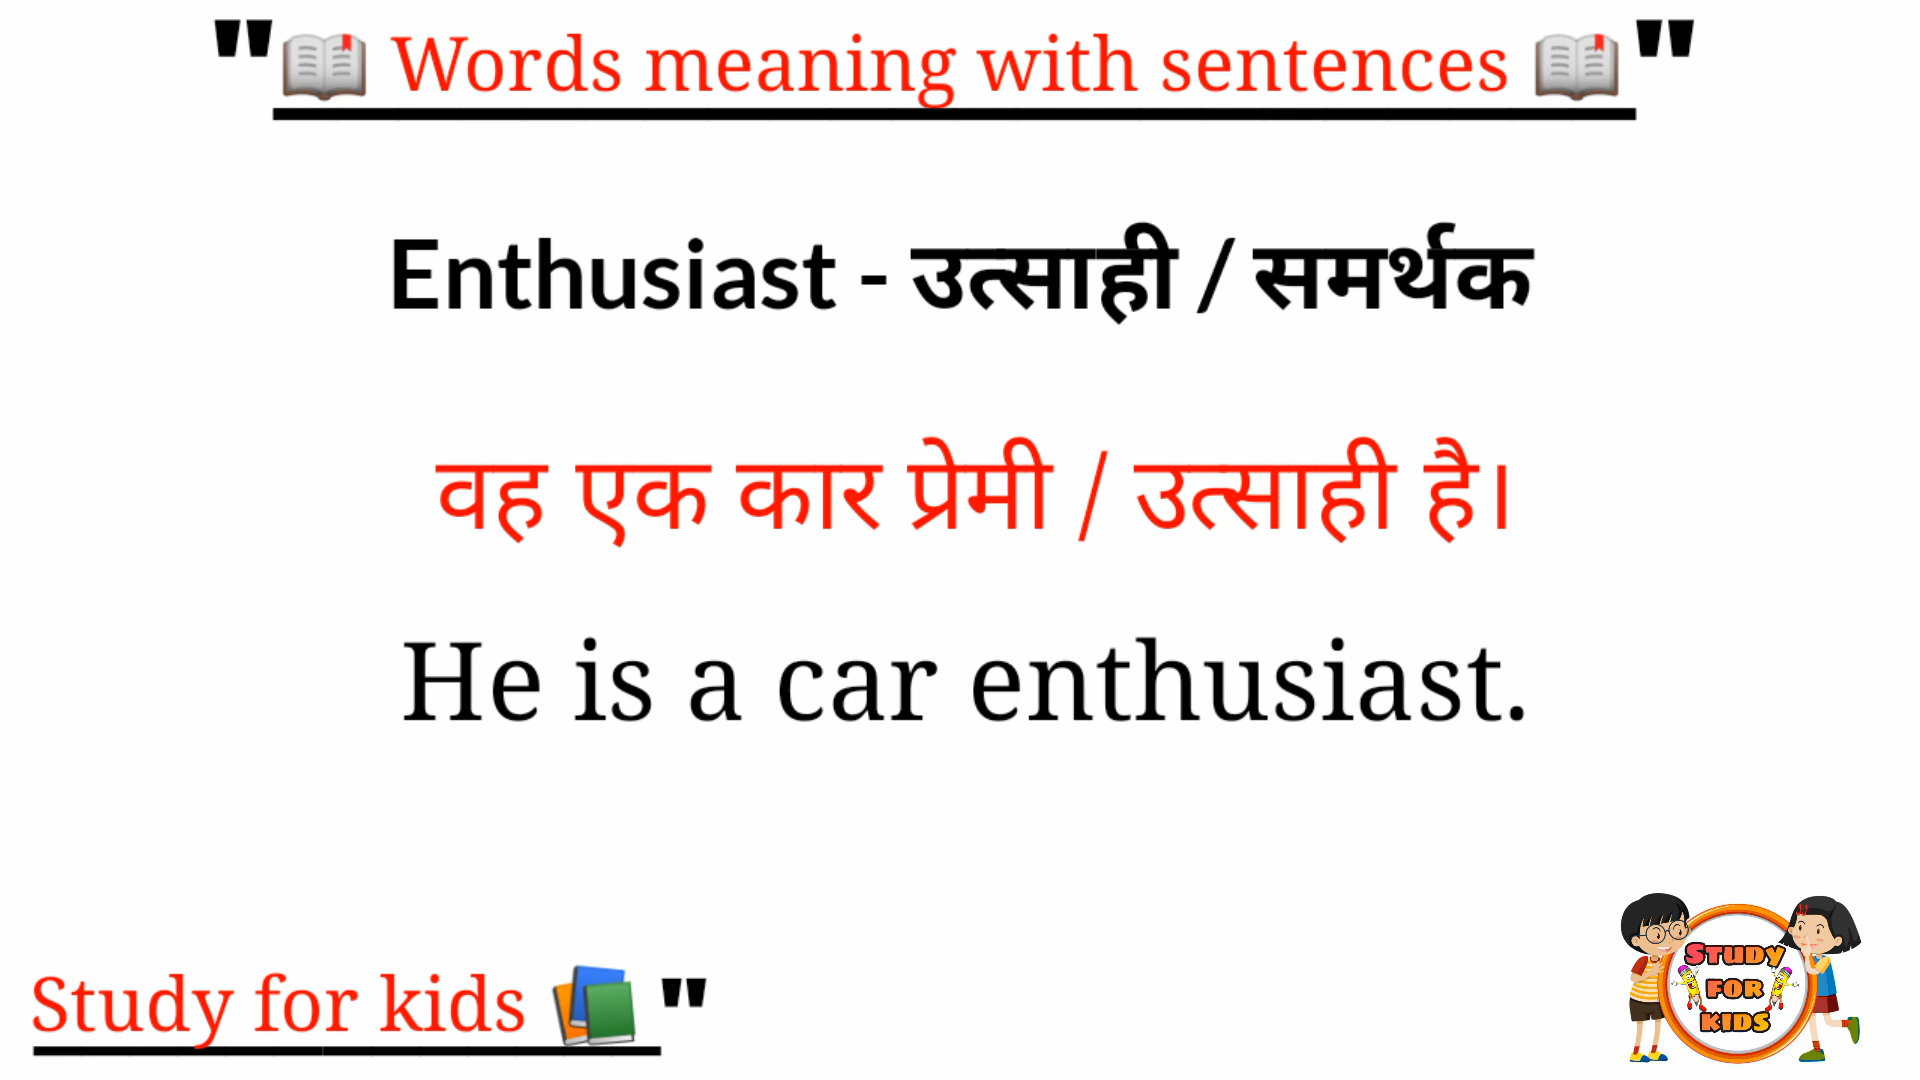 "📖 Words meaning with sentences 📖"
Enthusiast - उत्साही / समर्थक
वह एक कार प्रेमी / उत्साही है।
He is a car enthusiast.
Study for kids 📚"
STUDY
FOR
KIDS